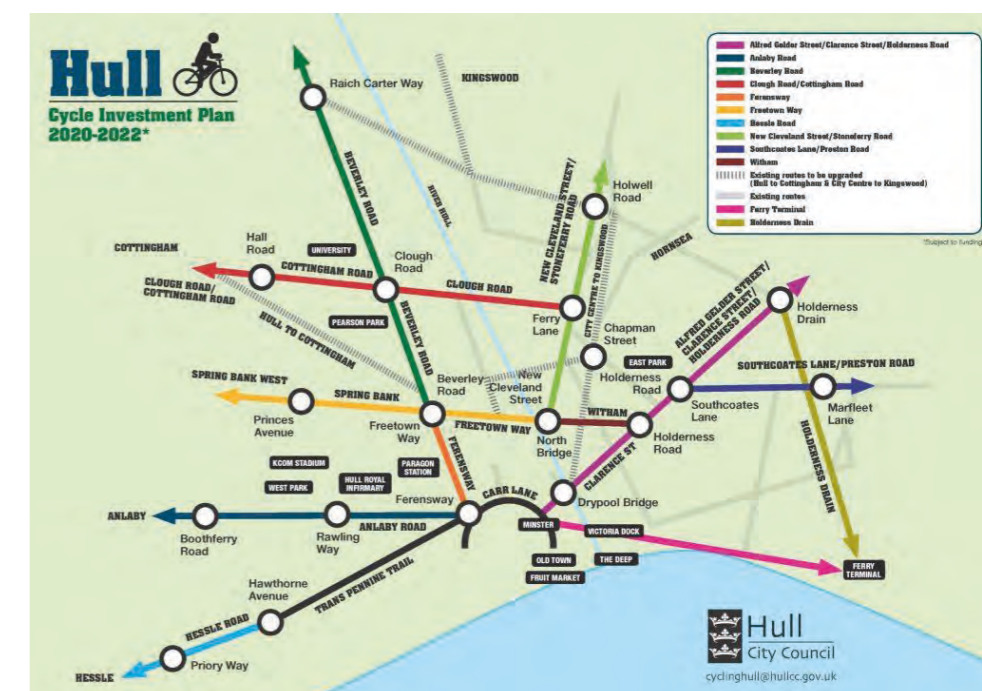 Hull
Cycle Investment Plan
2020-2022*
Alfred Gelder Street/Clarence Street/Holderness Road
Anlaby Road
Beverley Road
Clough Road/Cottingham Road
Ferensway
Freetown Way
Hessle Road
New Cleveland Street/Stoneferry Road
Southcoates Lane/Preston Road
Witham
Existing routes to be upgraded
(Hull to Cottingham & City Centre to Kingswood)
Existing routes
Ferry Terminal
Holderness Drain
*Subject to funding
Raich Carter Way
KINGSWOOD
BEVERLEY ROAD
RIVER HULL
NEW CLEVELAND STREET/
STONEFERRY ROAD
Holwell
Road
HORNSEA
COTTINGHAM
Hall
Road
UNIVERSITY
COTTINGHAM ROAD
Clough
Road
CLOUGH ROAD
CLOUGH ROAD/
COTTINGHAM ROAD
HULL TO COTTINGHAM
PEARSON PARK
BEVERLEY ROAD
Ferry
Lane
CITY CENTRE TO KINGSWOOD
Chapman
Street
ALFRED GELDER STREET/
CLARENCE STREET/
HOLDERNESS ROAD
Holderness
Drain
EAST PARK
SOUTHCOATES LANE/PRESTON ROAD
SPRING BANK WEST
SPRING BANK
Princes
Avenue
Beverley
Road
Freetown
Way
New
Cleveland
Street
FREETOWN WAY
North
Bridge
WITHAM
Holderness
Road
Holderness
Road
Southcoates
Lane
Marfleet
Lane
HOLDERNESS DRAIN
KCOM STADIUM
WEST PARK
HULL ROYAL
INFIRMARY
PARAGON
STATION
FERENSWAY
Ferensway
CARR LANE
CLARENCE ST
Drypool Bridge
ANLABY
Boothferry
Road
Rawling
Way
ANLABY ROAD
MINSTER
VICTORIA DOCK
OLD TOWN
THE DEEP
FRUIT MARKET
FERRY
TERMINAL
Hawthorne
Avenue
TRANS PENNINE TRAIL
HESSLE ROAD
Priory Way
HESSLE
Hull
City Council
cyclinghull@hullcc.gov.uk